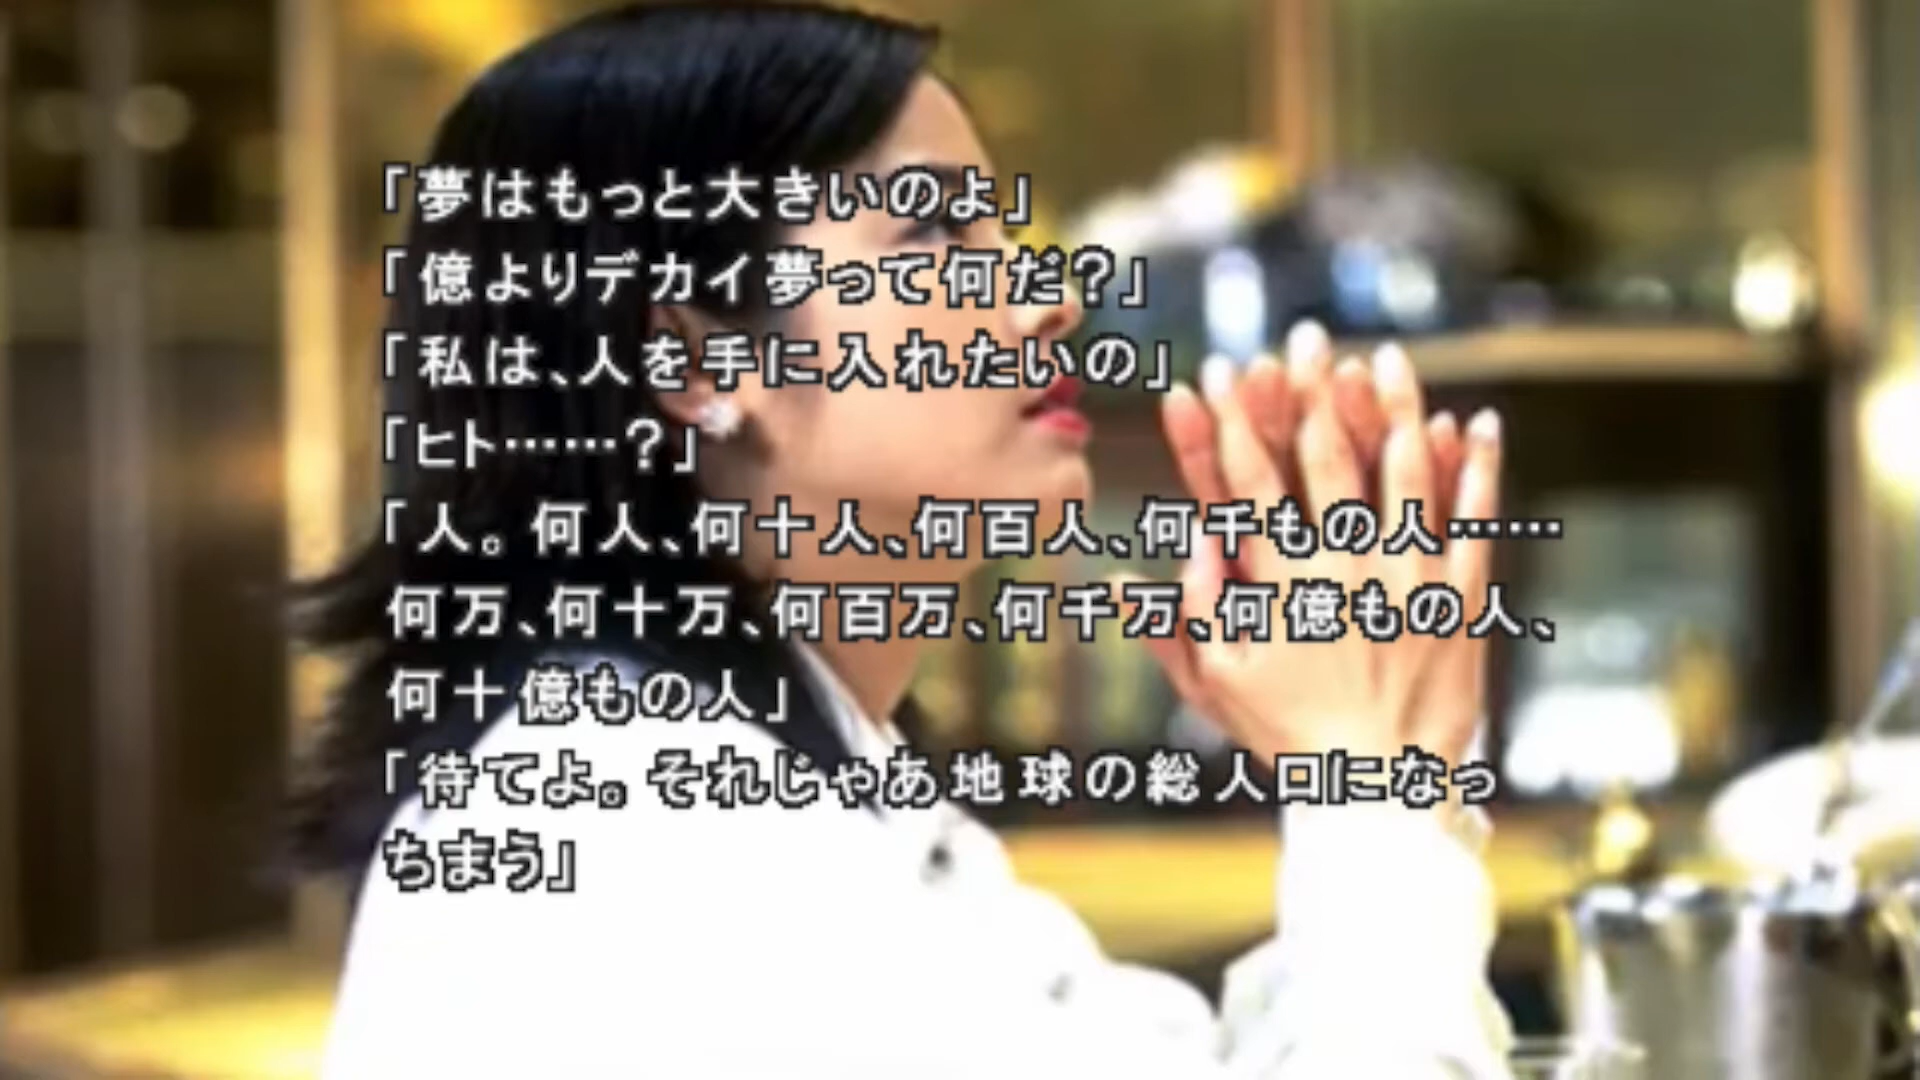 「夢はもっと大きいのよ」
「億よりデカイ夢って何だ？」
「私は、人を手に入れたいの」
「ヒト……？」
「人。何人、何十人、何百人、何千もの人……
何万、何十万、何百万、何千万、何億もの人、
何十億もの人」
「待てよ。それじゃあ地球の総人口になっ
ちまう」